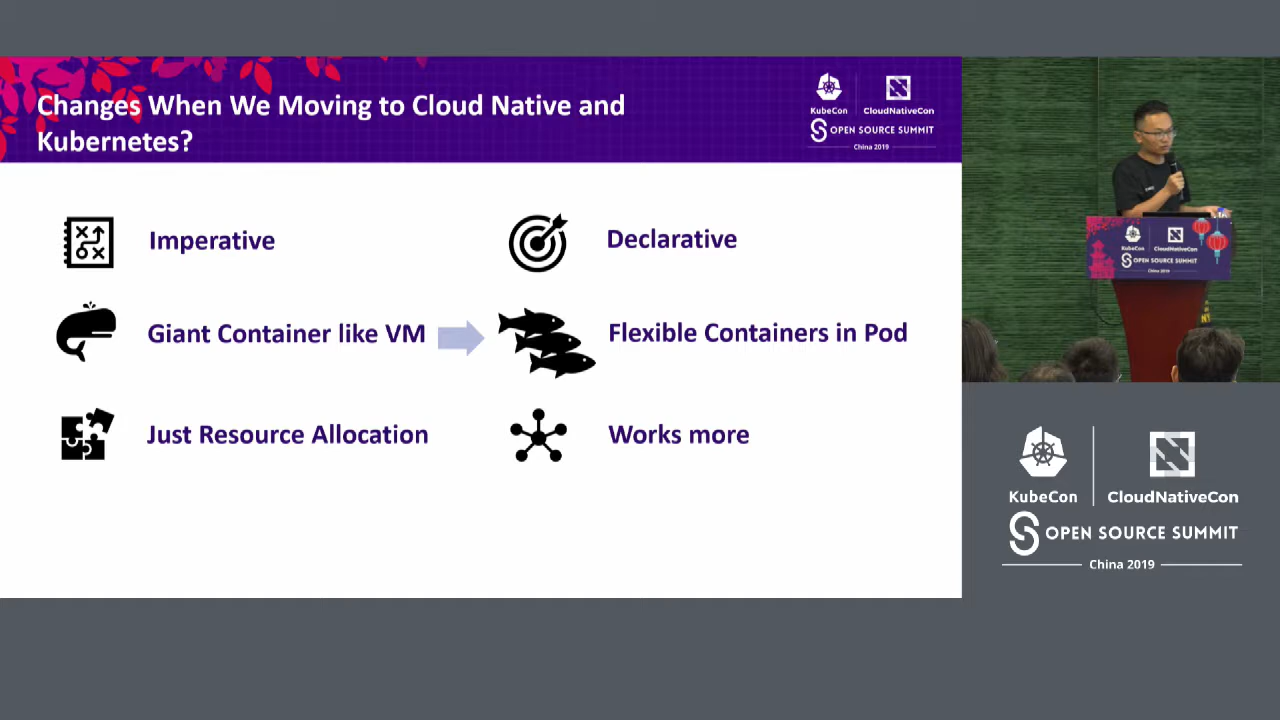 Changes When We Moving to Cloud Native and
Kubernetes?
KubeCon
CloudNativeCon
OPEN SOURCE SUMMIT
China 2019
Imperative
Declarative
Giant Container like VM
Flexible Containers in Pod
Just Resource Allocation
Works more
KubeCon
CloudNativeCon
OPEN SOURCE SUMMIT
China 2019
KubeCon
CloudNativeCon
OPEN SOURCE SUMMIT
China 2019